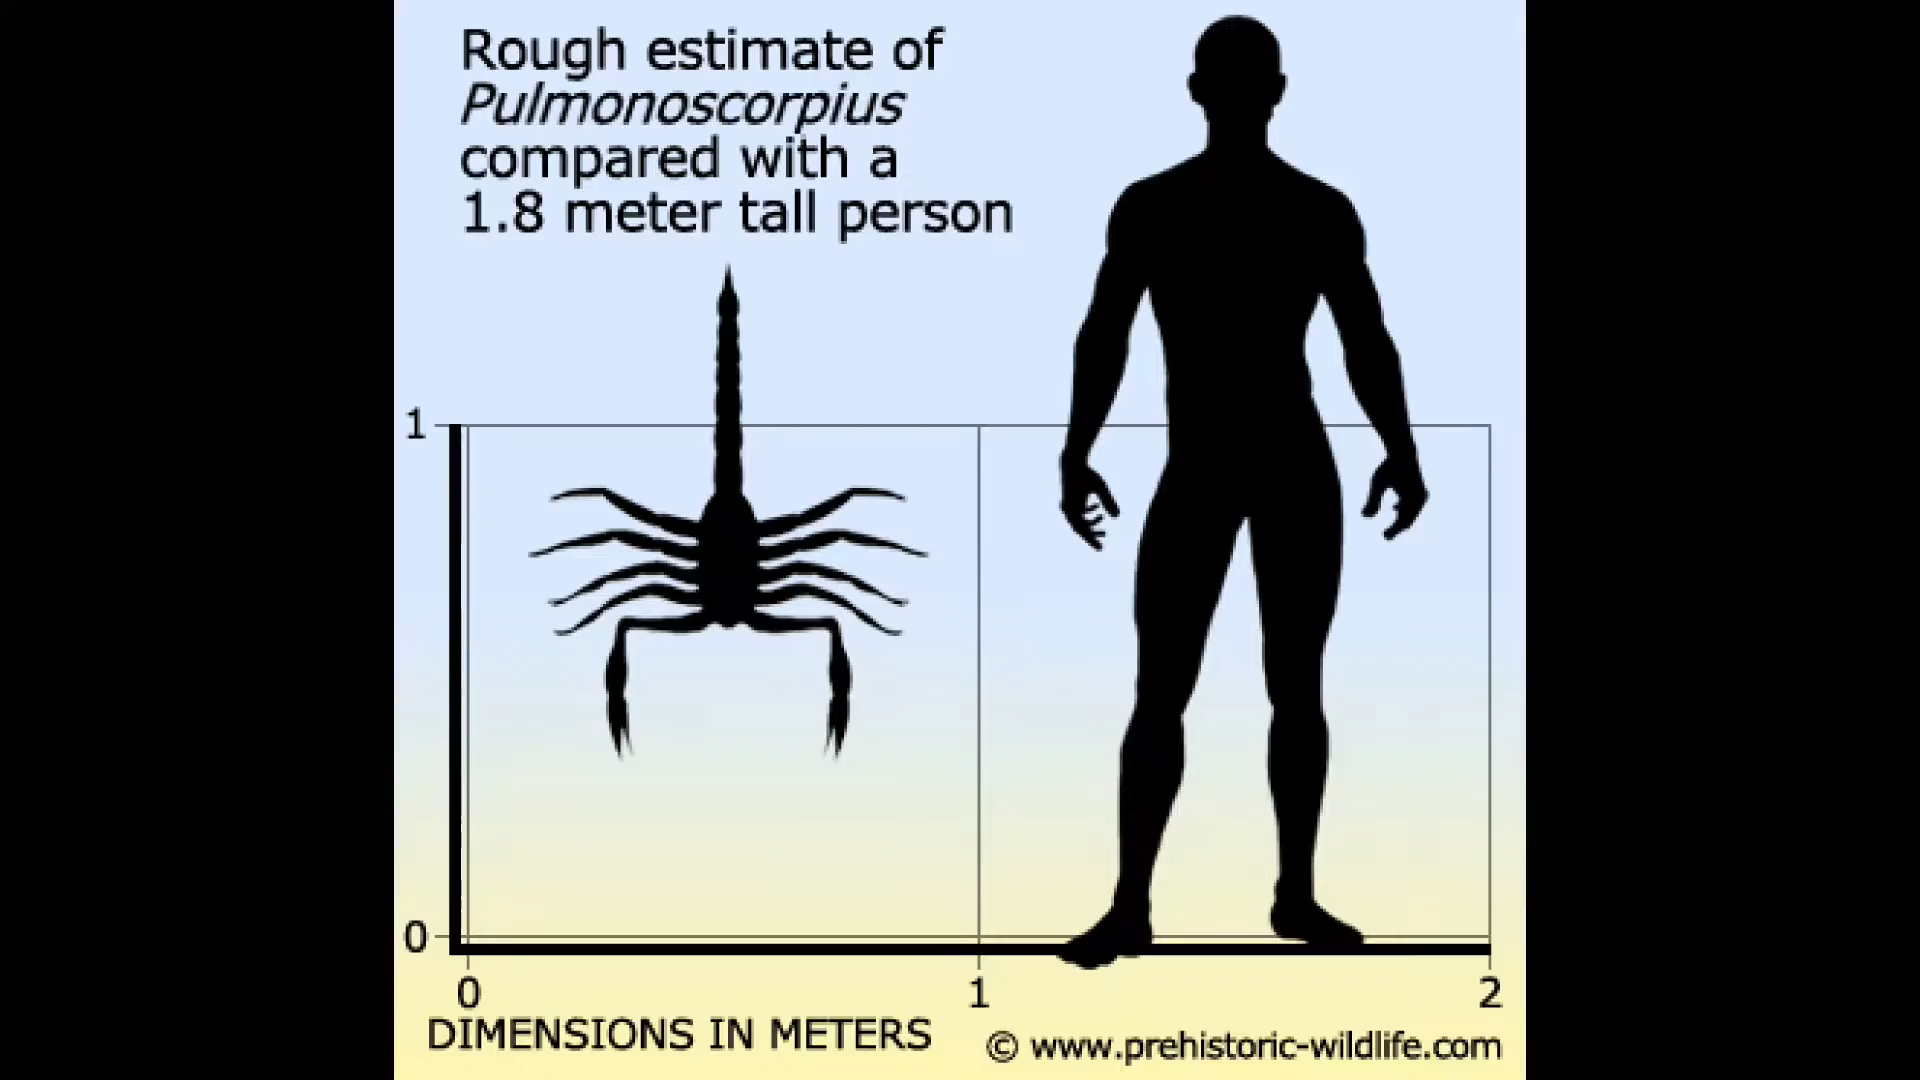 Rough estimate of
Pulmonoscorpius
compared with a
1.8 meter tall person
1
0
0 1 2
DIMENSIONS IN METERS
© www.prehistoric-wildlife.com